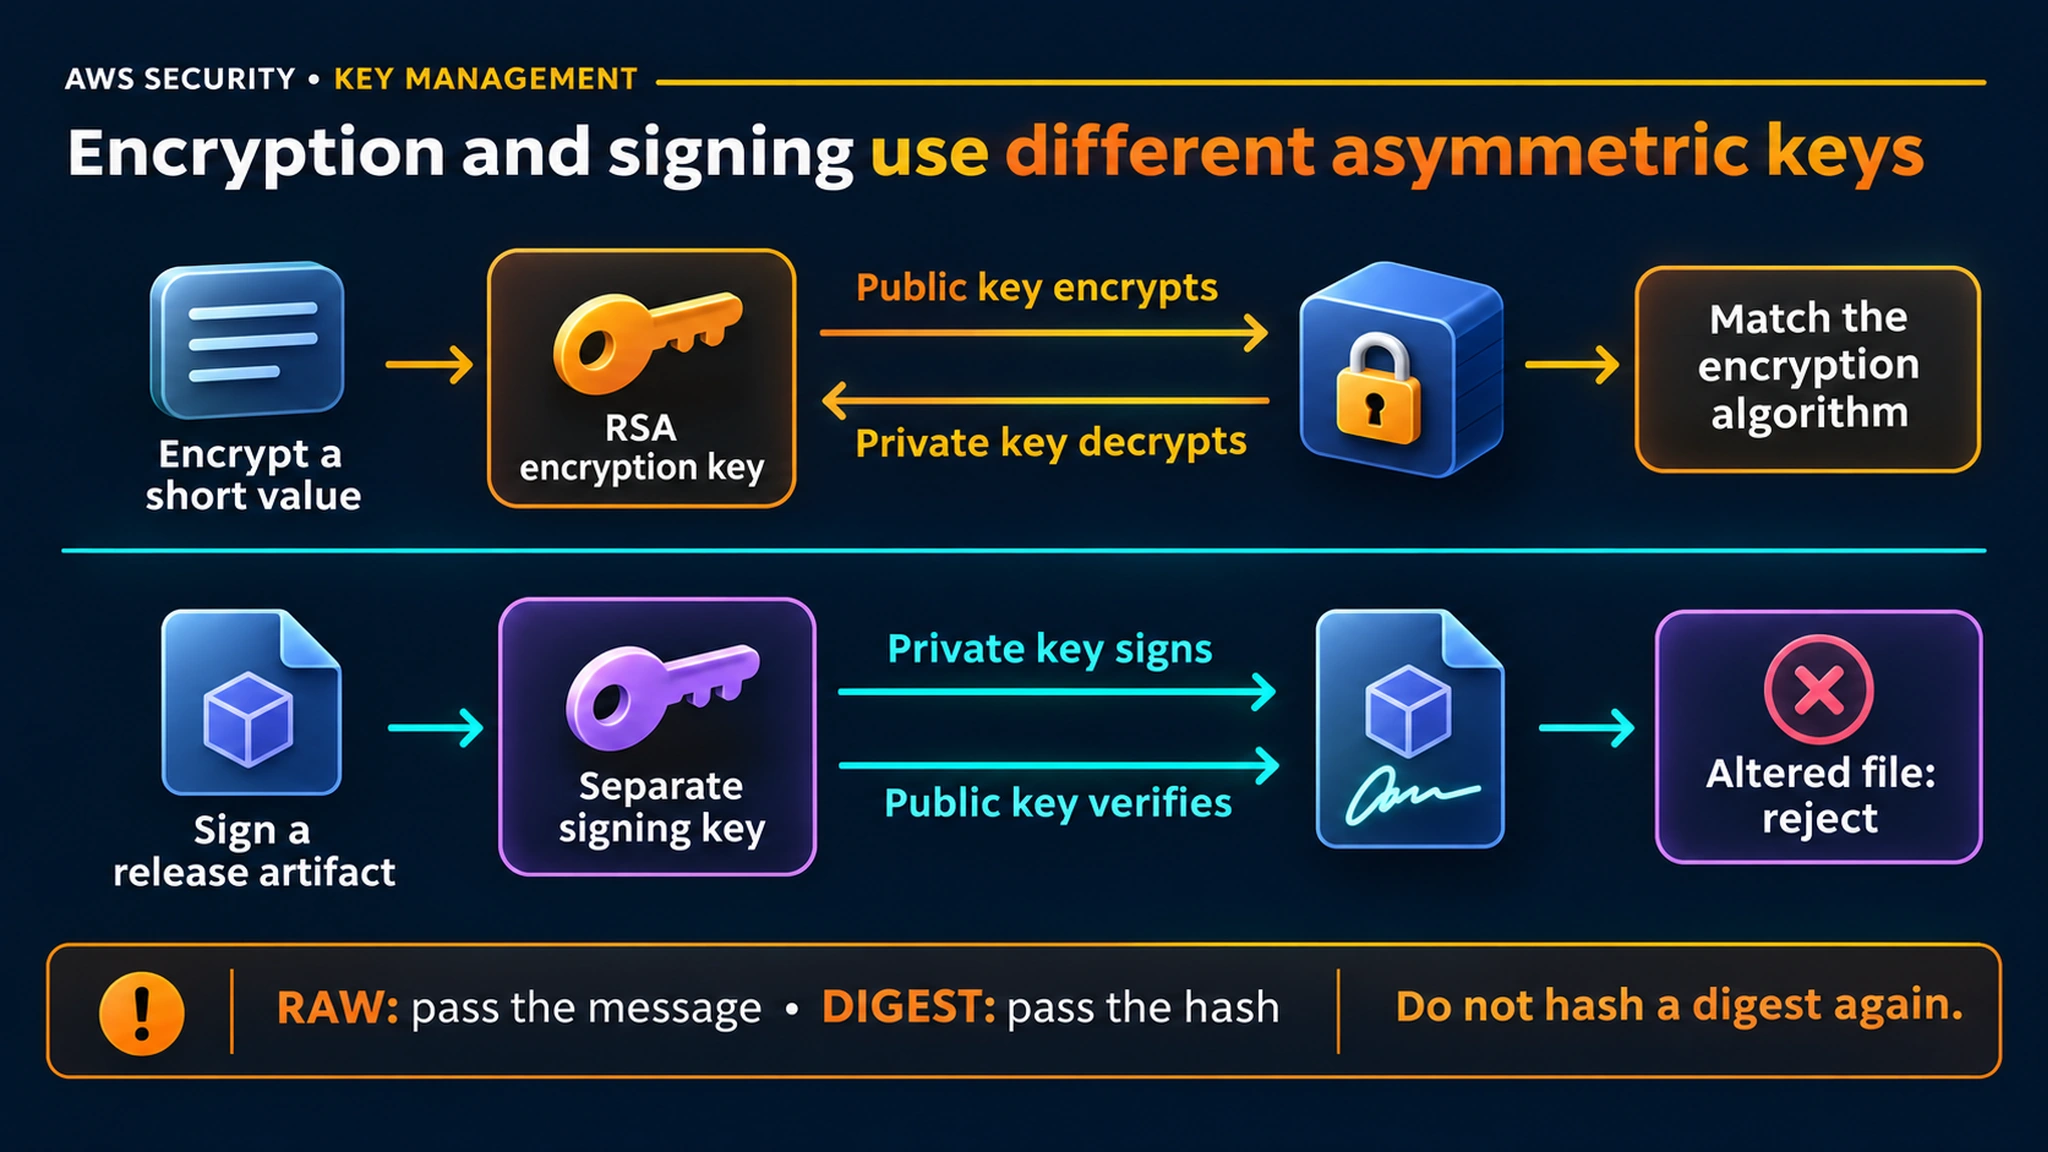 AWS SECURITY • KEY MANAGEMENT
Encryption and signing use different asymmetric keys
Encrypt a
short value
RSA
encryption key
Public key encrypts
Private key decrypts
Match the
encryption
algorithm
Sign a
release artifact
Separate
signing key
Private key signs
Public key verifies
Altered file:
reject
RAW: pass the message • DIGEST: pass the hash
Do not hash a digest again.